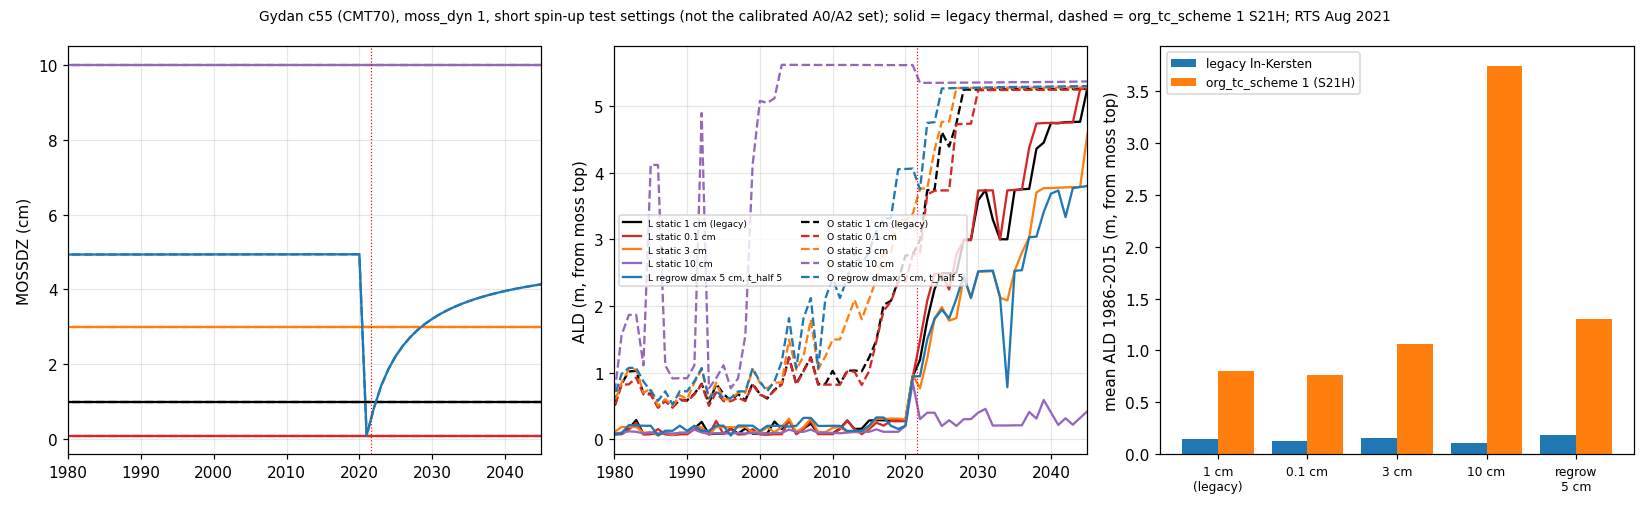 Gydan c55 (CMT70), moss_dyn 1, short spin-up test settings (not the calibrated A0/A2 set); solid = legacy thermal, dashed = org_tc_scheme 1 S21H; RTS Aug 2021
MOSSDZ (cm)
10
8
6
4
2
0
1980 1990 2000 2010 2020 2030 2040
ALD (m, from moss top)
5
4
3
2
1
0
L static 1 cm (legacy)
L static 0.1 cm
L static 3 cm
L static 10 cm
L regrow dmax 5 cm, t_half 5
O static 1 cm (legacy)
O static 0.1 cm
O static 3 cm
O static 10 cm
O regrow dmax 5 cm, t_half 5
1980 1990 2000 2010 2020 2030 2040
mean ALD 1986-2015 (m, from moss top)
3.5
3.0
2.5
2.0
1.5
1.0
0.5
0.0
legacy ln-Kersten
org_tc_scheme 1 (S21H)
1 cm
(legacy)
0.1 cm
3 cm
10 cm
regrow
5 cm